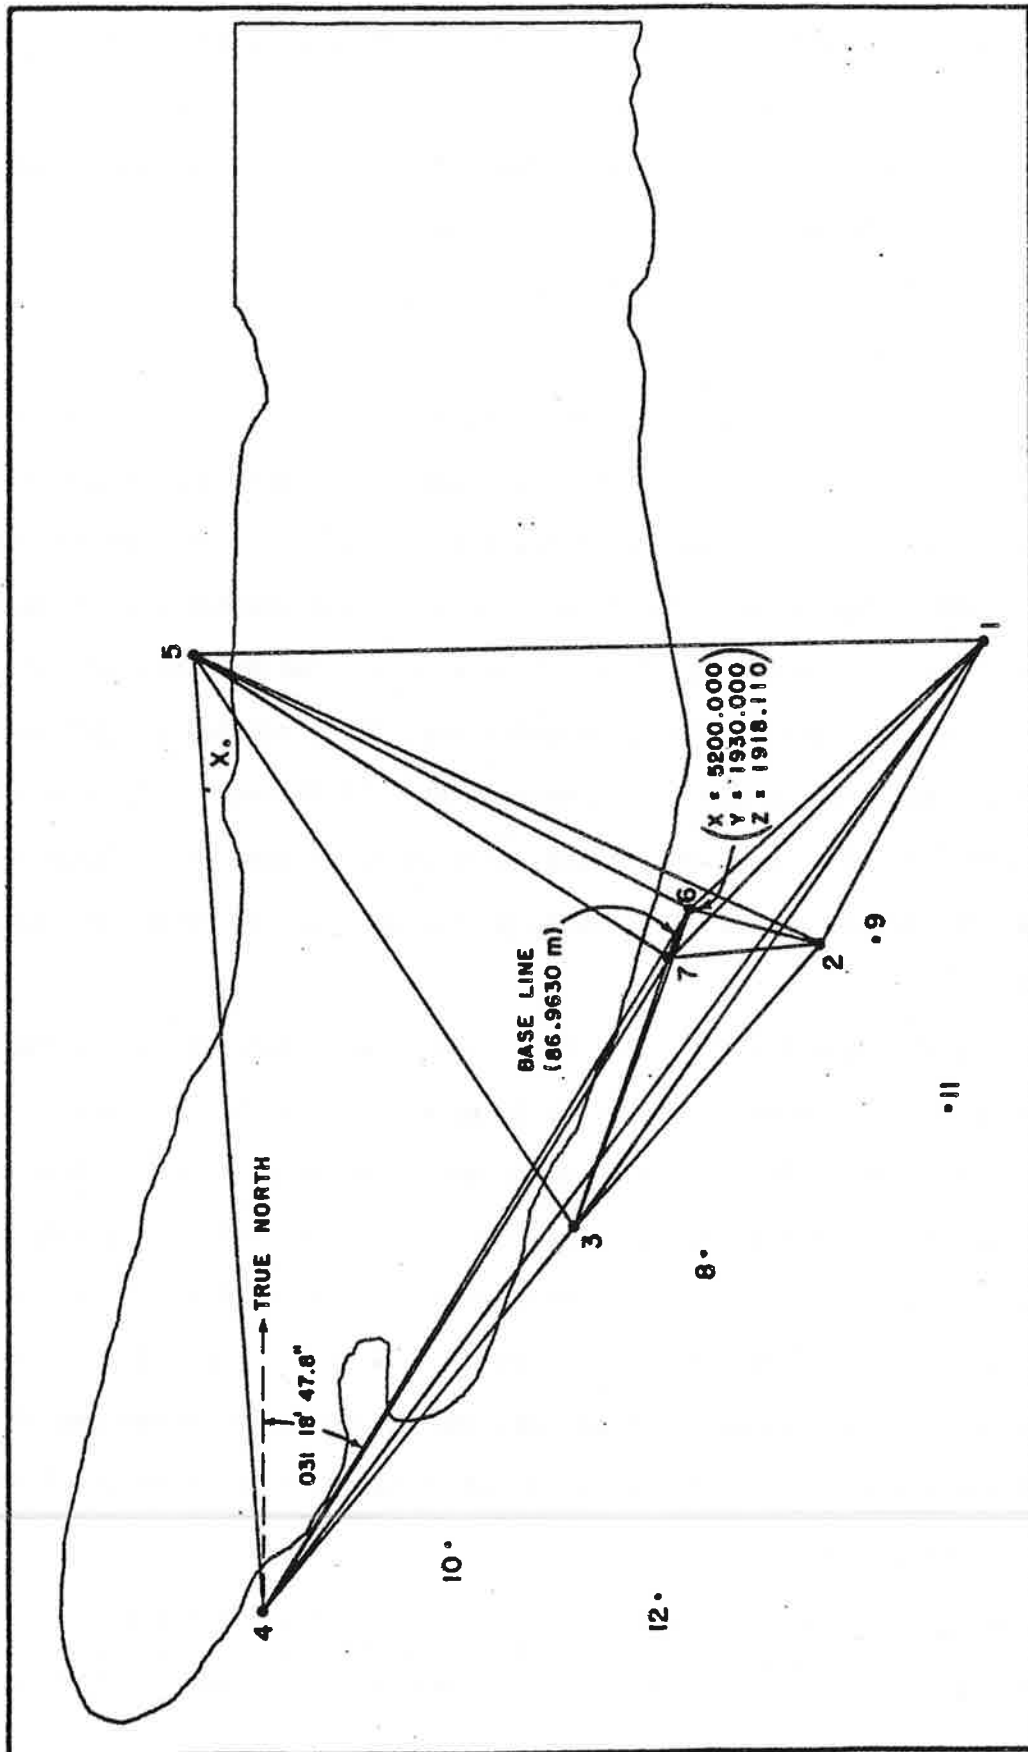 5
X.
1
(X = 5200.000)
Y = 1930.000
Z = 1918.110
6
BASE LINE
(86.9630 m)
7
2
.9
.11
TRUE NORTH
3
8.
031 18' 47.8"
10.
4
12.